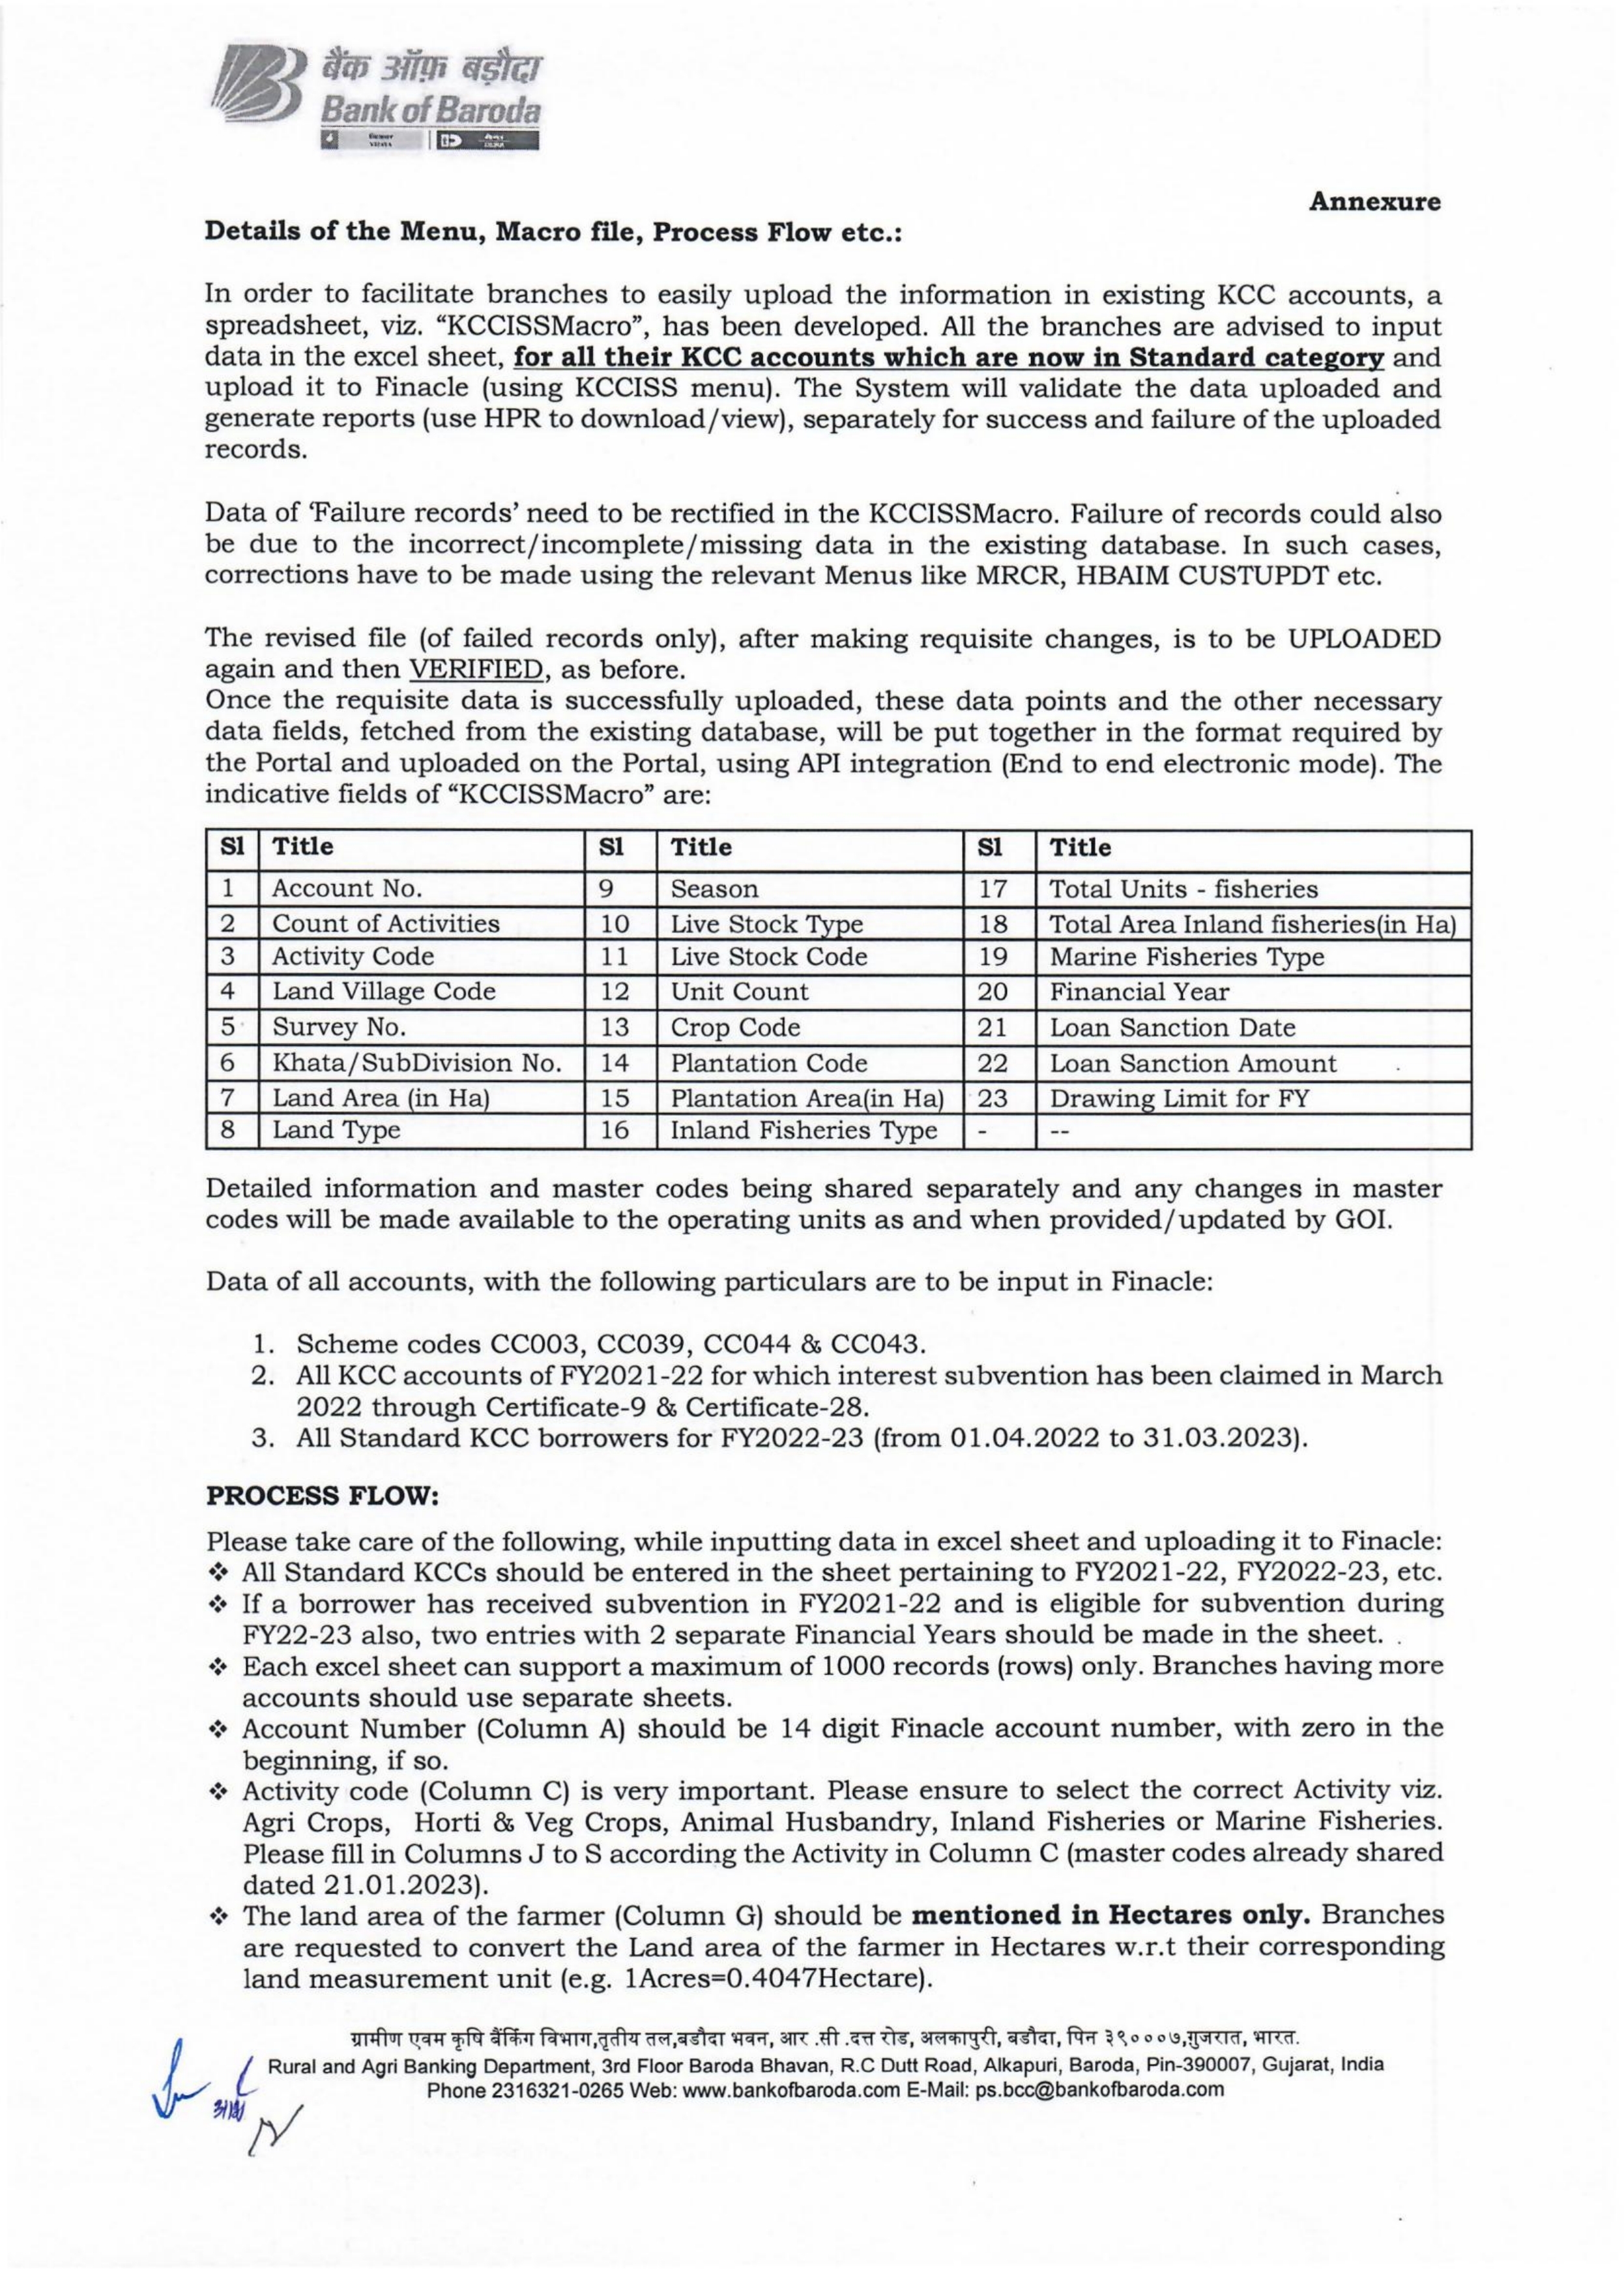 बैंक ऑफ़ बड़ौदा
Bank of Baroda
Annexure
Details of the Menu, Macro file, Process Flow etc.:
In order to facilitate branches to easily upload the information in existing KCC accounts, a
spreadsheet, viz. “KCCISSMacro”, has been developed. All the branches are advised to input
data in the excel sheet, for all their KCC accounts which are now in Standard category and
upload it to Finacle (using KCCISS menu). The System will validate the data uploaded and
generate reports (use HPR to download/view), separately for success and failure of the uploaded
records.
Data of ‘Failure records’ need to be rectified in the KCCISSMacro. Failure of records could also
be due to the incorrect/incomplete/missing data in the existing database. In such cases,
corrections have to be made using the relevant Menus like MRCR, HBAIM CUSTUPDT etc.
The revised file (of failed records only), after making requisite changes, is to be UPLOADED
again and then VERIFIED, as before.
Once the requisite data is successfully uploaded, these data points and the other necessary
data fields, fetched from the existing database, will be put together in the format required by
the Portal and uploaded on the Portal, using API integration (End to end electronic mode). The
indicative fields of “KCCISSMacro” are:
Sl Title Sl Title Sl Title
1 Account No. 9 Season 17 Total Units - fisheries
2 Count of Activities 10 Live Stock Type 18 Total Area Inland fisheries(in Ha)
3 Activity Code 11 Live Stock Code 19 Marine Fisheries Type
4 Land Village Code 12 Unit Count 20 Financial Year
5 Survey No. 13 Crop Code 21 Loan Sanction Date
6 Khata/SubDivision No. 14 Plantation Code 22 Loan Sanction Amount
7 Land Area (in Ha) 15 Plantation Area(in Ha) 23 Drawing Limit for FY
8 Land Type 16 Inland Fisheries Type - --
Detailed information and master codes being shared separately and any changes in master
codes will be made available to the operating units as and when provided/updated by GOI.
Data of all accounts, with the following particulars are to be input in Finacle:
1. Scheme codes CC003, CC039, CC044 & CC043.
2. All KCC accounts of FY2021-22 for which interest subvention has been claimed in March
2022 through Certificate-9 & Certificate-28.
3. All Standard KCC borrowers for FY2022-23 (from 01.04.2022 to 31.03.2023).
PROCESS FLOW:
Please take care of the following, while inputting data in excel sheet and uploading it to Finacle:
❖ All Standard KCCs should be entered in the sheet pertaining to FY2021-22, FY2022-23, etc.
❖ If a borrower has received subvention in FY2021-22 and is eligible for subvention during
FY22-23 also, two entries with 2 separate Financial Years should be made in the sheet.
❖ Each excel sheet can support a maximum of 1000 records (rows) only. Branches having more
accounts should use separate sheets.
❖ Account Number (Column A) should be 14 digit Finacle account number, with zero in the
beginning, if so.
❖ Activity code (Column C) is very important. Please ensure to select the correct Activity viz.
Agri Crops, Horti & Veg Crops, Animal Husbandry, Inland Fisheries or Marine Fisheries.
Please fill in Columns J to S according the Activity in Column C (master codes already shared
dated 21.01.2023).
❖ The land area of the farmer (Column G) should be mentioned in Hectares only. Branches
are requested to convert the Land area of the farmer in Hectares w.r.t their corresponding
land measurement unit (e.g. 1Acres=0.4047Hectare).
ग्रामीण एवम कृषि बैंकिंग विभाग,तृतीय तल,बडौदा भवन, आर .सी .दत्त रोड, अलकापुरी, बडौदा, पिन ३९०००७,गुजरात, भारत.
Rural and Agri Banking Department, 3rd Floor Baroda Bhavan, R.C Dutt Road, Alkapuri, Baroda, Pin-390007, Gujarat, India
Phone 2316321-0265 Web: www.bankofbaroda.com E-Mail: ps.bcc@bankofbaroda.com